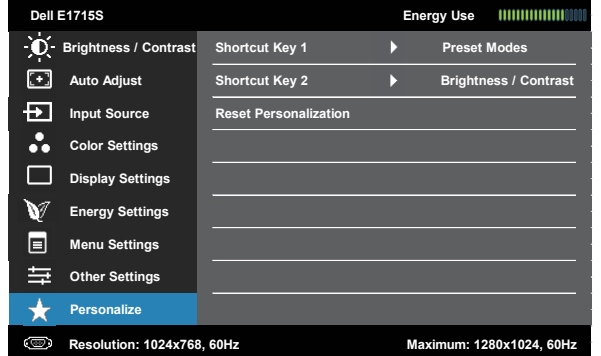 Dell E1715S Energy Use
Brightness / Contrast Shortcut Key 1 Preset Modes
Auto Adjust Shortcut Key 2 Brightness / Contrast
Input Source Reset Personalization
Color Settings
Display Settings
Energy Settings
Menu Settings
Other Settings
Personalize
Resolution: 1024x768, 60Hz Maximum: 1280x1024, 60Hz